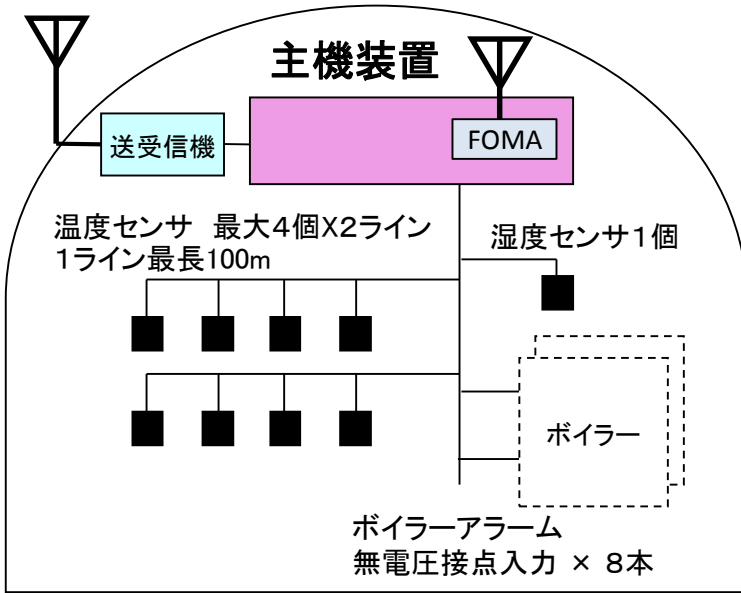 主機装置
送受信機
FOMA
温度センサ 最大4個X2ライン
1ライン最長100m
湿度センサ1個
ボイラー
ボイラーアラーム
無電圧接点入力 × 8本